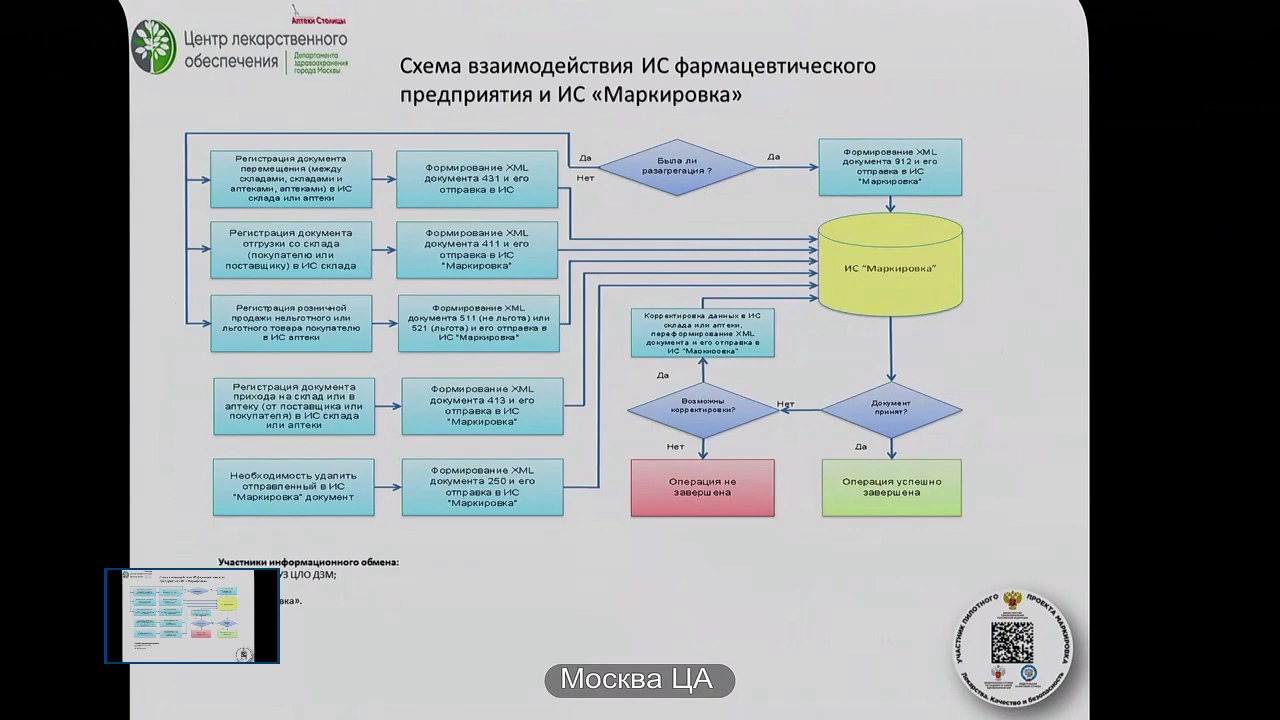 Аптеки Столицы
Центр лекарственного
обеспечения
Департамента
здравоохранения
города Москвы
Схема взаимодействия ИС фармацевтического
предприятия и ИС «Маркировка»
Регистрация документа
перемещения (между
складами, складами и
аптеками, аптеками) в ИС
склада или аптеки
Формирование XML
документа 431 и его
отправка в ИС
Да
Нет
Была ли
разагрегация ?
Да
Формирование XML
документа 912 и его
отправка в ИС
"Маркировка"
Регистрация документа
отгрузки со склада
(покупателю или
поставщику) в ИС склада
Формирование XML
документа 411 и его
отправка в ИС
"Маркировка"
ИС "Маркировка"
Регистрация розничной
продажи нельготного или
льготного товара покупателю
в ИС аптеки
Формирование XML
документа 511 (не льгота) или
521 (льгота) и его отправка в
ИС "Маркировка"
Корректировка данных в ИС
склада или аптеки,
переформирование XML
документа и его отправка в
ИС "Маркировка"
Регистрация документа
прихода на склад или в
аптеку (от поставщика или
покупателя) в ИС склада
или аптеки
Формирование XML
документа 413 и его
отправка в ИС
"Маркировка"
Да
Возможны
корректировки?
Нет
Документ
принят?
Нет
Да
Необходимость удалить
отправленный в ИС
"Маркировка" документ
Формирование XML
документа 250 и его
отправка в ИС
"Маркировка"
Операция не
завершена
Операция успешно
завершена
Участники информационного обмена:
УЗ ЦЛО ДЗМ;
вка».
УЧАСТНИК ПИЛОТНОГО ПРОЕКТА МАРКИРОВКА
Лекарства. Качество и безопасность
Москва ЦА